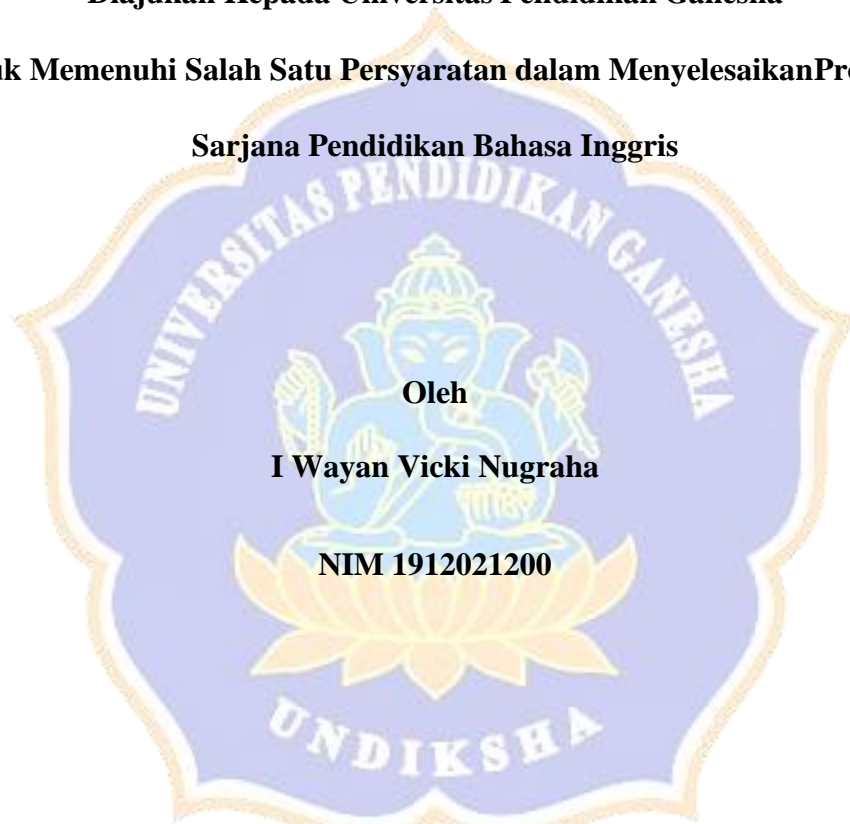 Diajukan Kepada Universitas Pendidikan Ganesha
uk Memenuhi Salah Satu Persyaratan dalam MenyelesaikanPro
Sarjana Pendidikan Bahasa Inggris
UNIVERSITAS PENDIDIKAN GANESHA
Oleh
I Wayan Vicki Nugraha
NIM 1912021200
UNDIKSHA